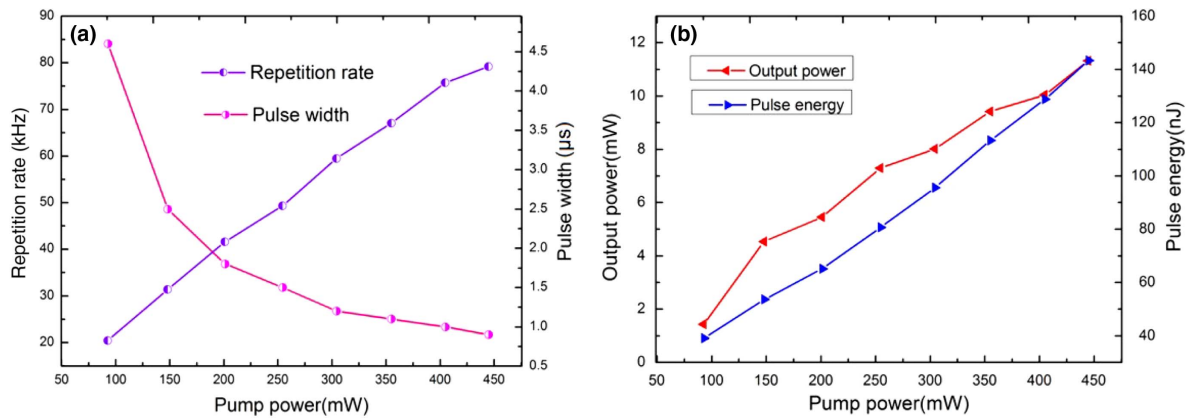 (a)
Repetition rate
Pulse width
Repetition rate (kHz)
90
80
70
60
50
40
30
20
Pulse width (μs)
4.5
4.0
3.5
3.0
2.5
2.0
1.5
1.0
0.5
50 100 150 200 250 300 350 400 450
Pump power(mW)
(b)
Output power
Pulse energy
Output power(mW)
12
10
8
6
4
2
0
Pulse energy(nJ)
160
140
120
100
80
60
40
50 100 150 200 250 300 350 400 450
Pump power(mW)